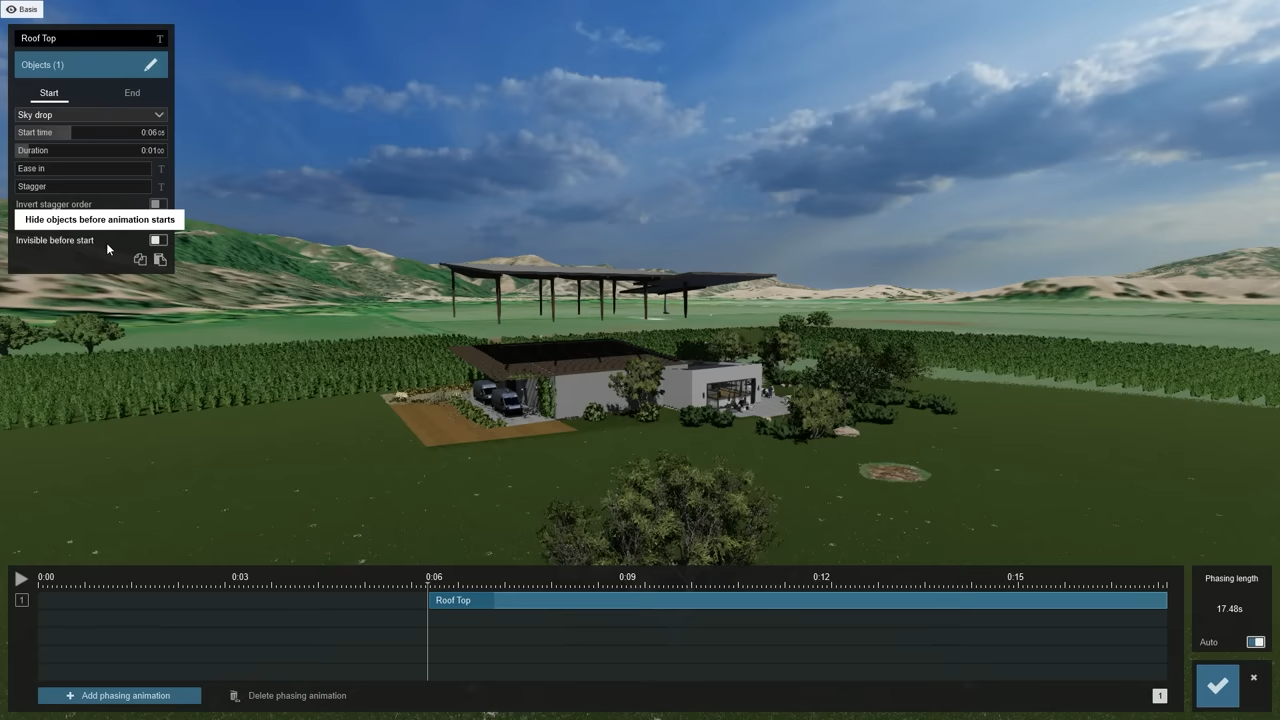 Basis
Roof Top
Objects (1)
Start End
Sky drop
Start time 0:06
Duration 0:01
Ease in
Stagger
Invert stagger order
Hide objects before animation starts
Invisible before start
0:00 0:03 0:06 0:09 0:12 0:15
1 Roof Top
Add phasing animation Delete phasing animation 1
Phasing length
17.48s
Auto